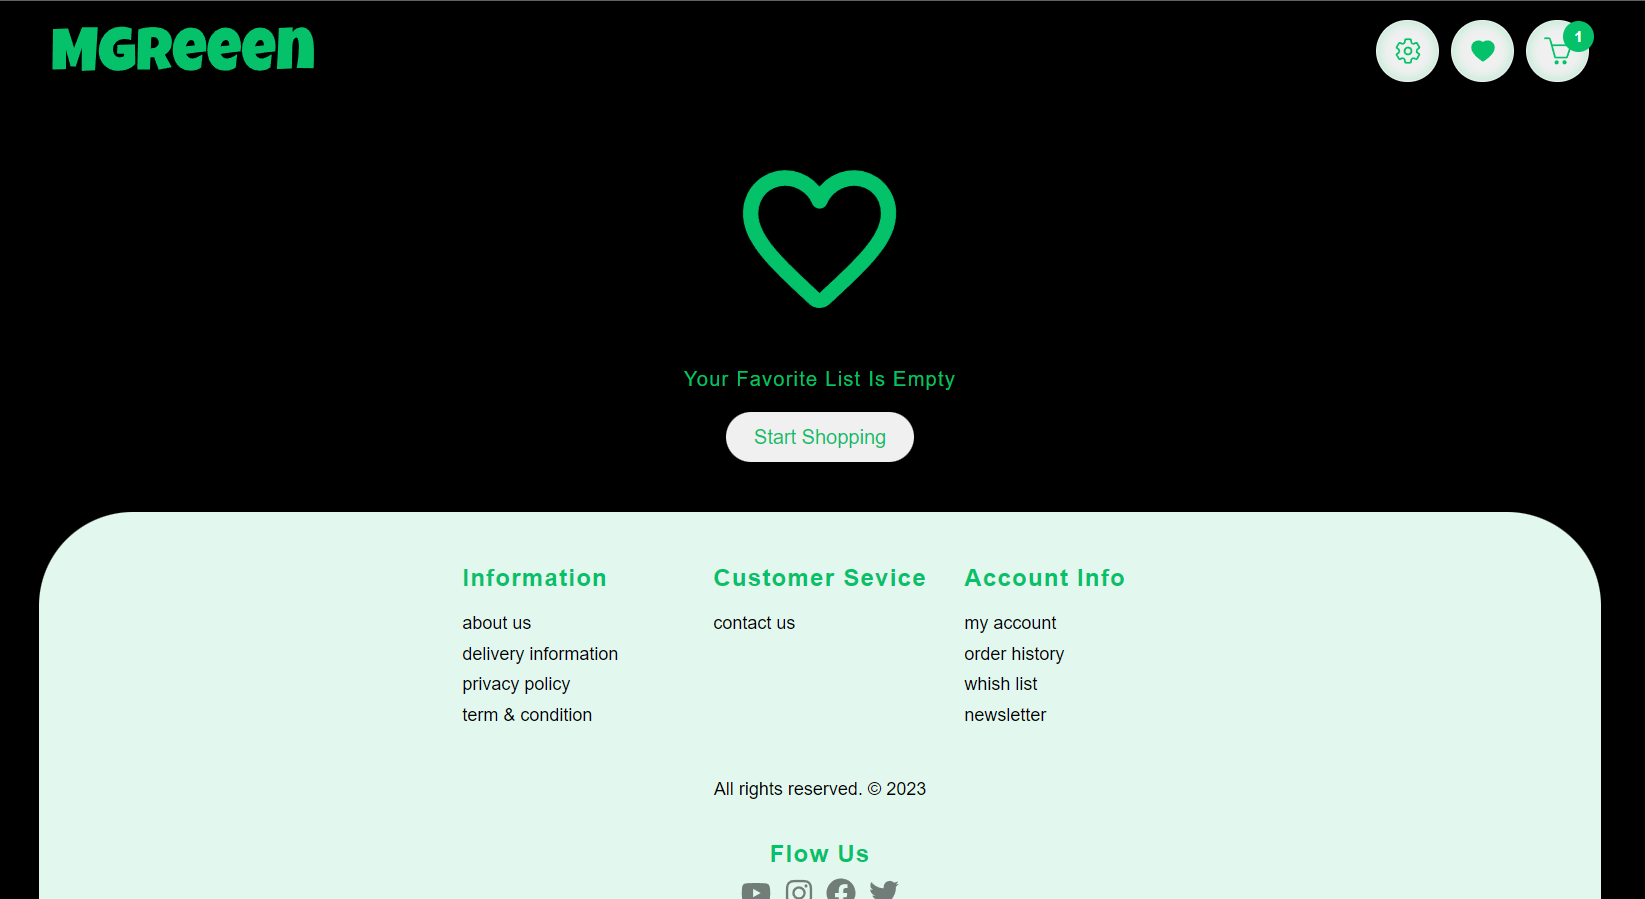 MGReeen
1
Your Favorite List Is Empty
Start Shopping
Information
about us
delivery information
privacy policy
term & condition
Customer Sevice
contact us
Account Info
my account
order history
whish list
newsletter
All rights reserved. © 2023
Flow Us